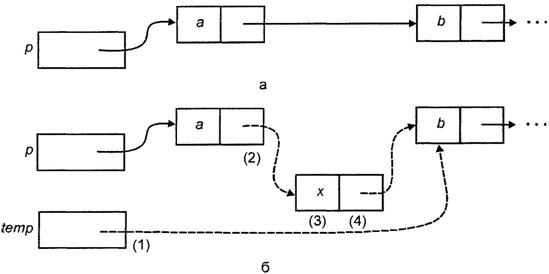 a b ...
p
а
a b ...
p
(2)
x
(3) (4)
temp (1)
б